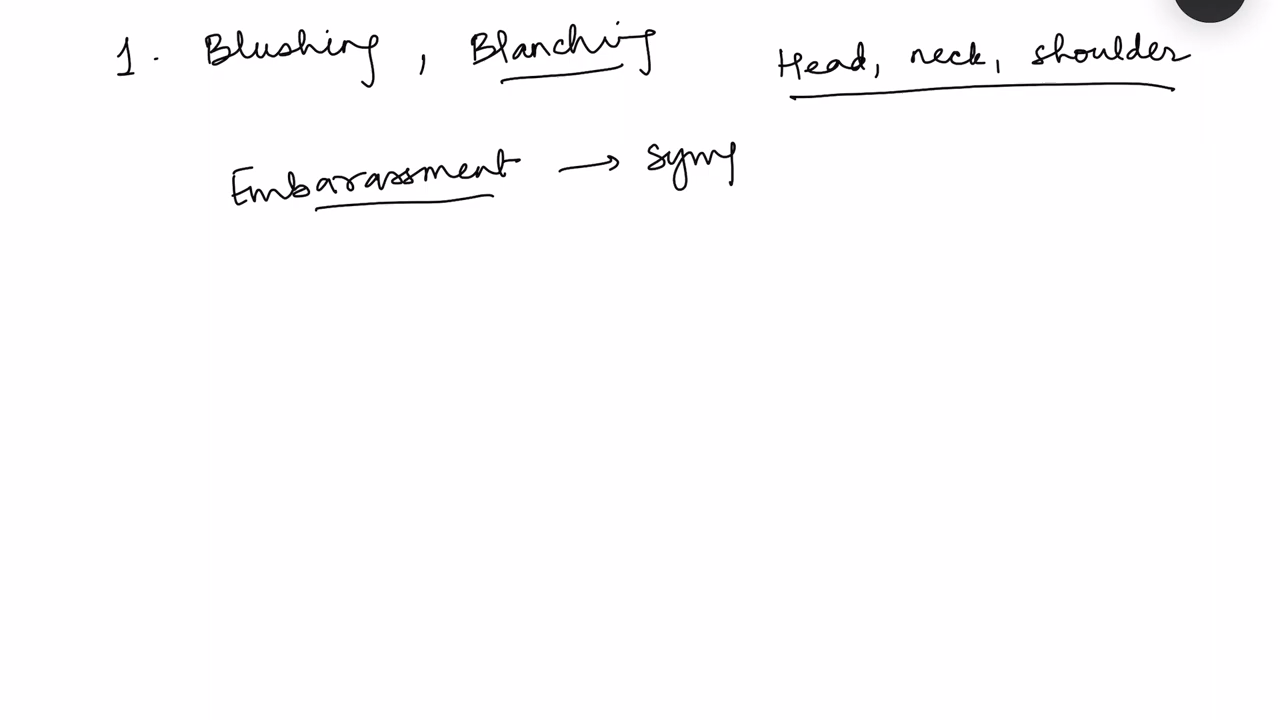 1. Blushing, Blanching Head, neck, shoulder
Embarassment → symp